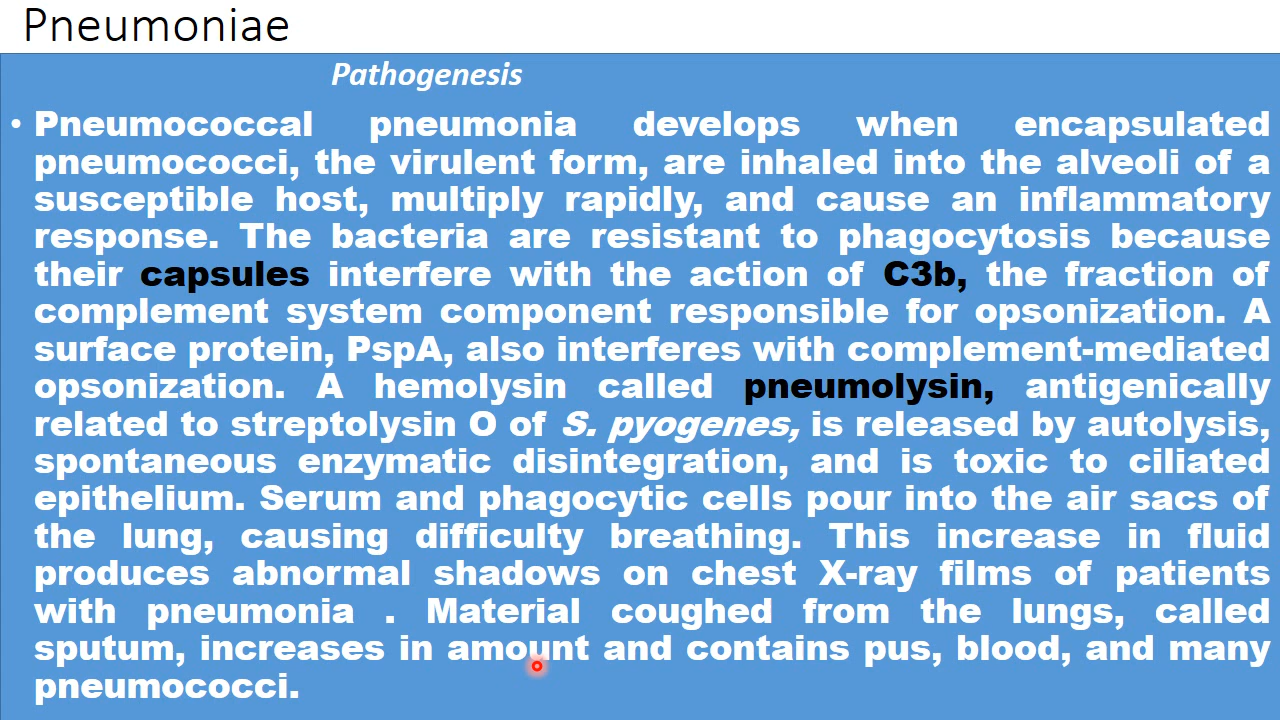 Pneumoniae
Pathogenesis
• Pneumococcal pneumonia develops when encapsulated
pneumococci, the virulent form, are inhaled into the alveoli of a
susceptible host, multiply rapidly, and cause an inflammatory
response. The bacteria are resistant to phagocytosis because
their capsules interfere with the action of C3b, the fraction of
complement system component responsible for opsonization. A
surface protein, PspA, also interferes with complement-mediated
opsonization. A hemolysin called pneumolysin, antigenically
related to streptolysin O of S. pyogenes, is released by autolysis,
spontaneous enzymatic disintegration, and is toxic to ciliated
epithelium. Serum and phagocytic cells pour into the air sacs of
the lung, causing difficulty breathing. This increase in fluid
produces abnormal shadows on chest X-ray films of patients
with pneumonia . Material coughed from the lungs, called
sputum, increases in amount and contains pus, blood, and many
pneumococci.